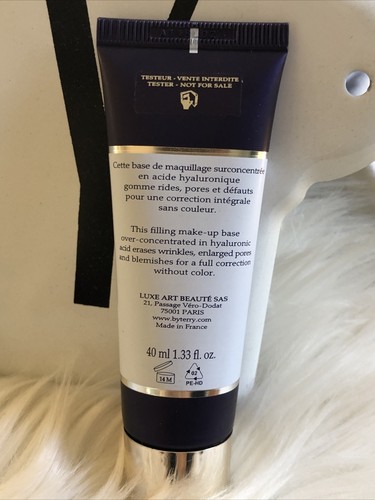 TESTEUR - VENTE INTERDITE
TESTER - NOT FOR SALE
Cette base de maquillage surconcentrée
en acide hyaluronique
gomme rides, pores et défauts
pour une correction intégrale
sans couleur.
This filling make-up base
over-concentrated in hyaluronic
acid erases wrinkles, enlarged pores
and blemishes for a full correction
without color.
LUXE ART BEAUTÉ SAS
21, Passage Véro-Dodat
75001 PARIS
www.byterry.com
Made in France
40 ml 1.33 fl. oz.
14 M
02
PE-HD